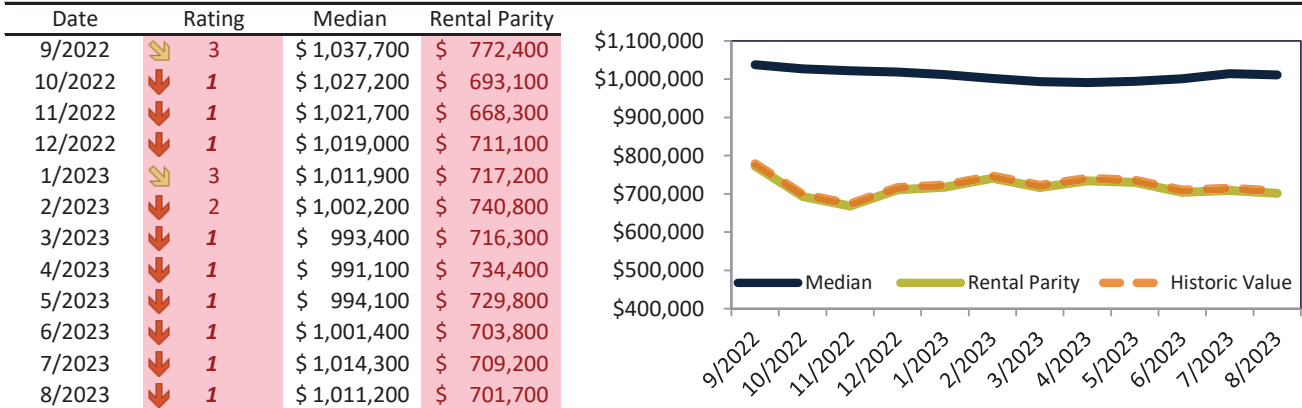 Date Rating Median Rental Parity
9/2022 3 $ 1,037,700 $ 772,400
10/2022 1 $ 1,027,200 $ 693,100
11/2022 1 $ 1,021,700 $ 668,300
12/2022 1 $ 1,019,000 $ 711,100
1/2023 3 $ 1,011,900 $ 717,200
2/2023 2 $ 1,002,200 $ 740,800
3/2023 1 $ 993,400 $ 716,300
4/2023 1 $ 991,100 $ 734,400
5/2023 1 $ 994,100 $ 729,800
6/2023 1 $ 1,001,400 $ 703,800
7/2023 1 $ 1,014,300 $ 709,200
8/2023 1 $ 1,011,200 $ 701,700
$1,100,000
$1,000,000
$900,000
$800,000
$700,000
$600,000
$500,000
$400,000
Median Rental Parity Historic Value
9/2022 10/2022 11/2022 12/2022 1/2023 2/2023 3/2023 4/2023 5/2023 6/2023 7/2023 8/2023